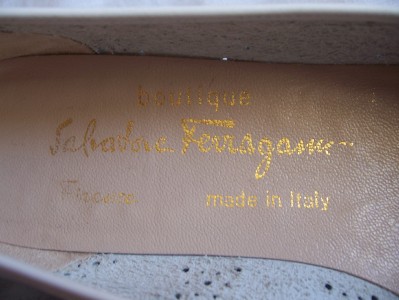 boutique
Salvatore Ferragamo
Firenze made in Italy